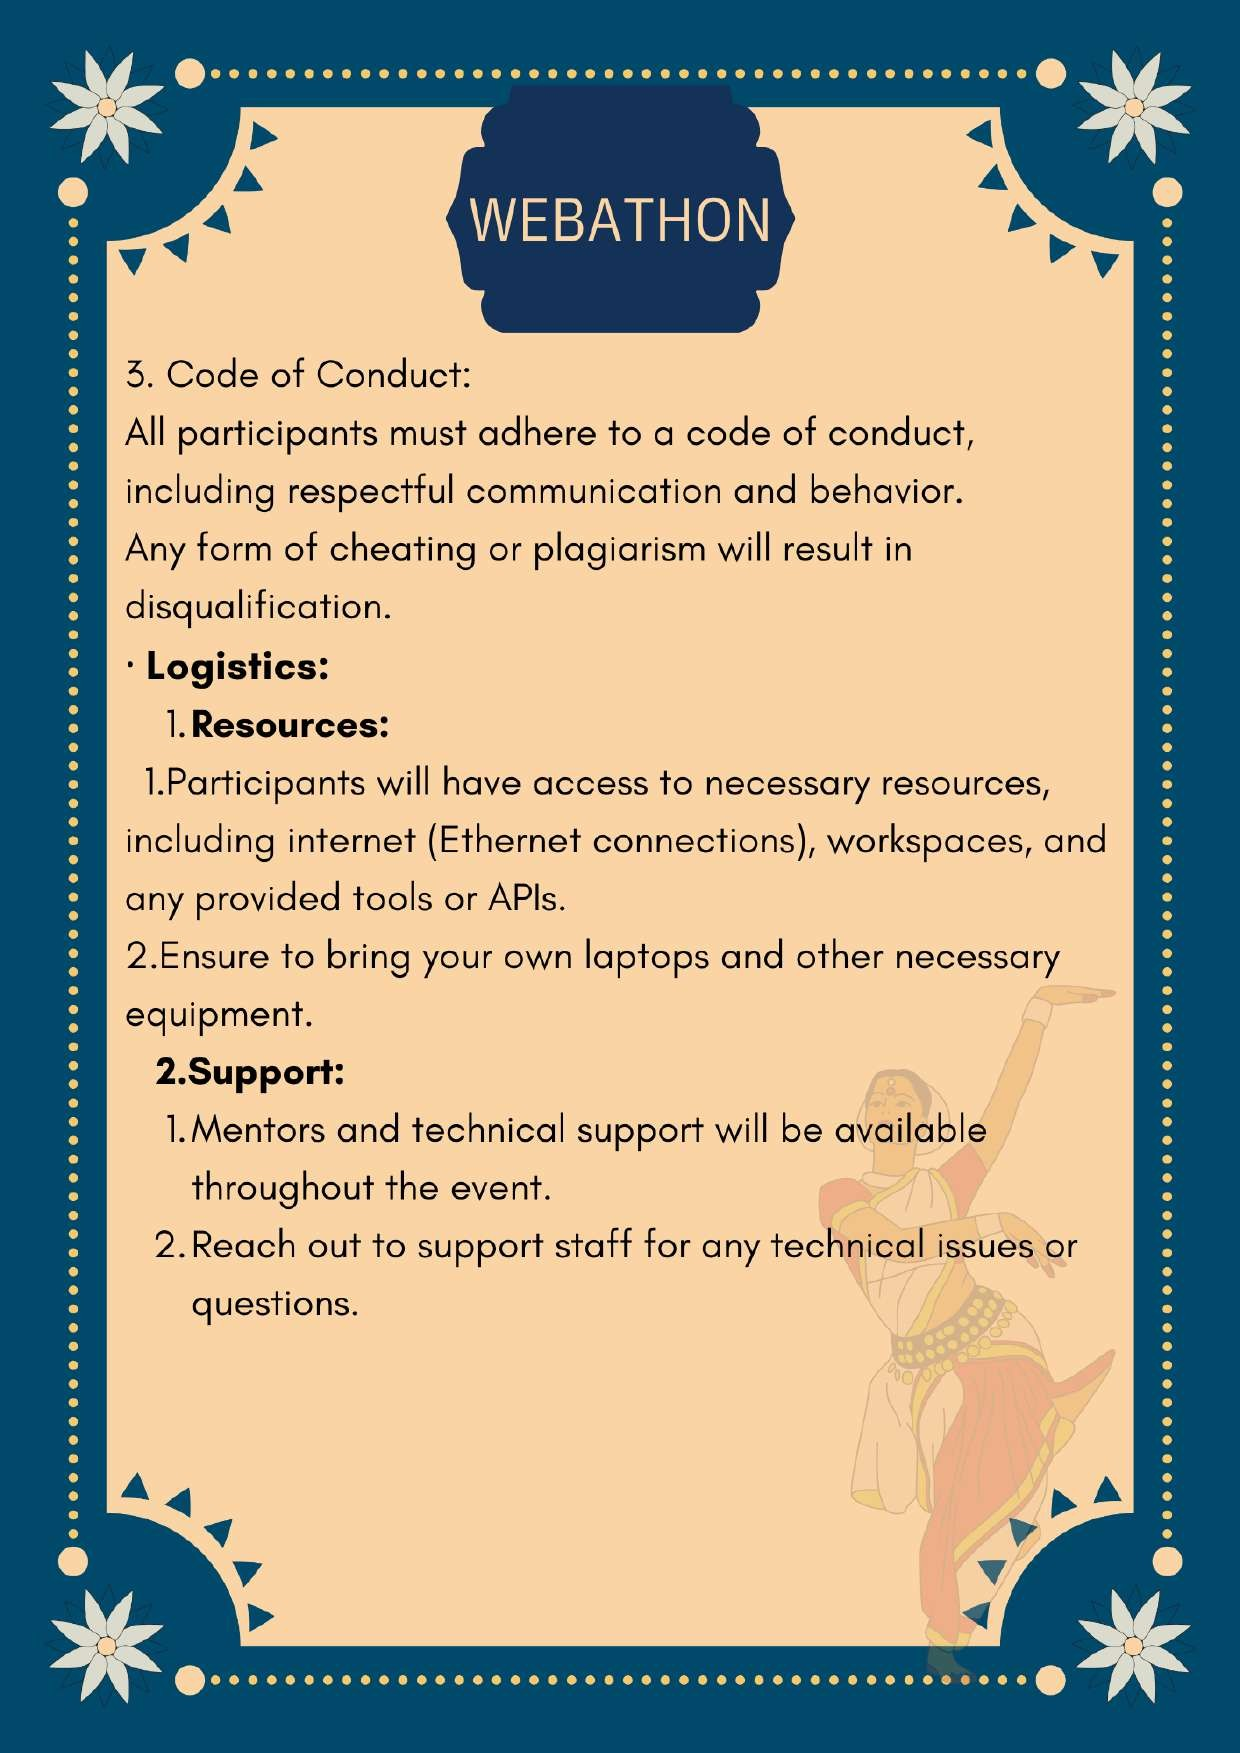 WEBATHON
3. Code of Conduct:
All participants must adhere to a code of conduct,
including respectful communication and behavior.
Any form of cheating or plagiarism will result in
disqualification.
· Logistics:
1. Resources:
1.Participants will have access to necessary resources,
including internet (Ethernet connections), workspaces, and
any provided tools or APIs.
2.Ensure to bring your own laptops and other necessary
equipment.
2.Support:
1. Mentors and technical support will be available
throughout the event.
2. Reach out to support staff for any technical issues or
questions.